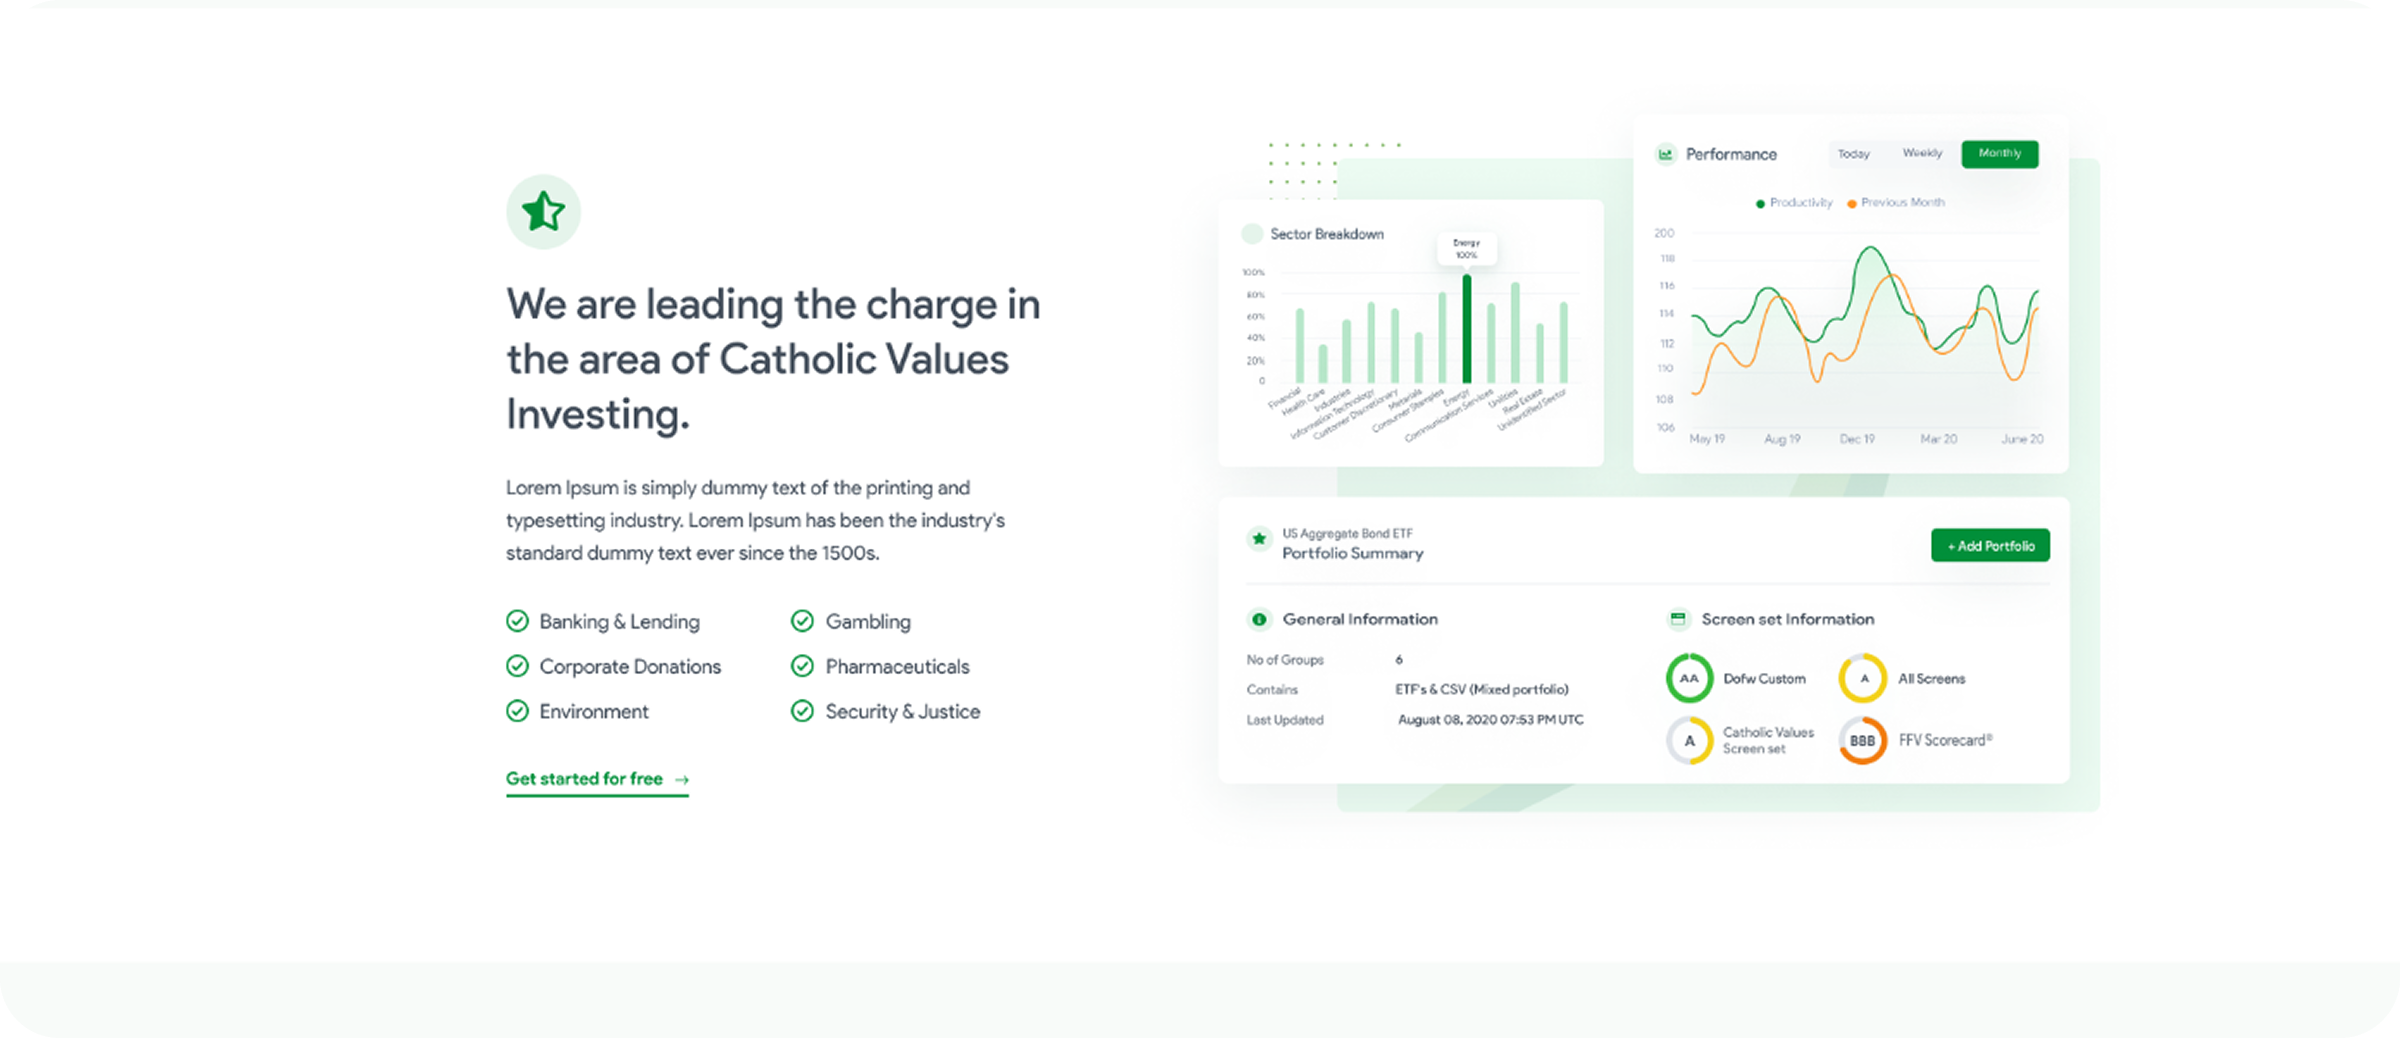 We are leading the charge in
the area of Catholic Values
Investing.
Lorem Ipsum is simply dummy text of the printing and
typesetting industry. Lorem Ipsum has been the industry's
standard dummy text ever since the 1500s.
Banking & Lending
Gambling
Corporate Donations
Pharmaceuticals
Environment
Security & Justice
Get started for free →
Sector Breakdown
Energy
100%
100%
80%
60%
40%
20%
0
Financial
Health Care
Industries
Information Technology
Customer Discretionary
Materials
Consumer Stamples
Energy
Communication Services
Utilities
Real Estate
Unidentified Sector
Performance
Today
Weekly
Monthly
Productivity
Previous Month
200
118
116
114
112
110
108
106
May 19
Aug 19
Dec 19
Mar 20
June 20
US Aggregate Bond ETF
Portfolio Summary
+ Add Portfolio
General Information
No of Groups 6
Contains ETF's & CSV (Mixed portfolio)
Last Updated August 08, 2020 07:53 PM UTC
Screen set Information
AA Dofw Custom
A All Screens
A Catholic Values
Screen set
BBB FFV Scorecard®